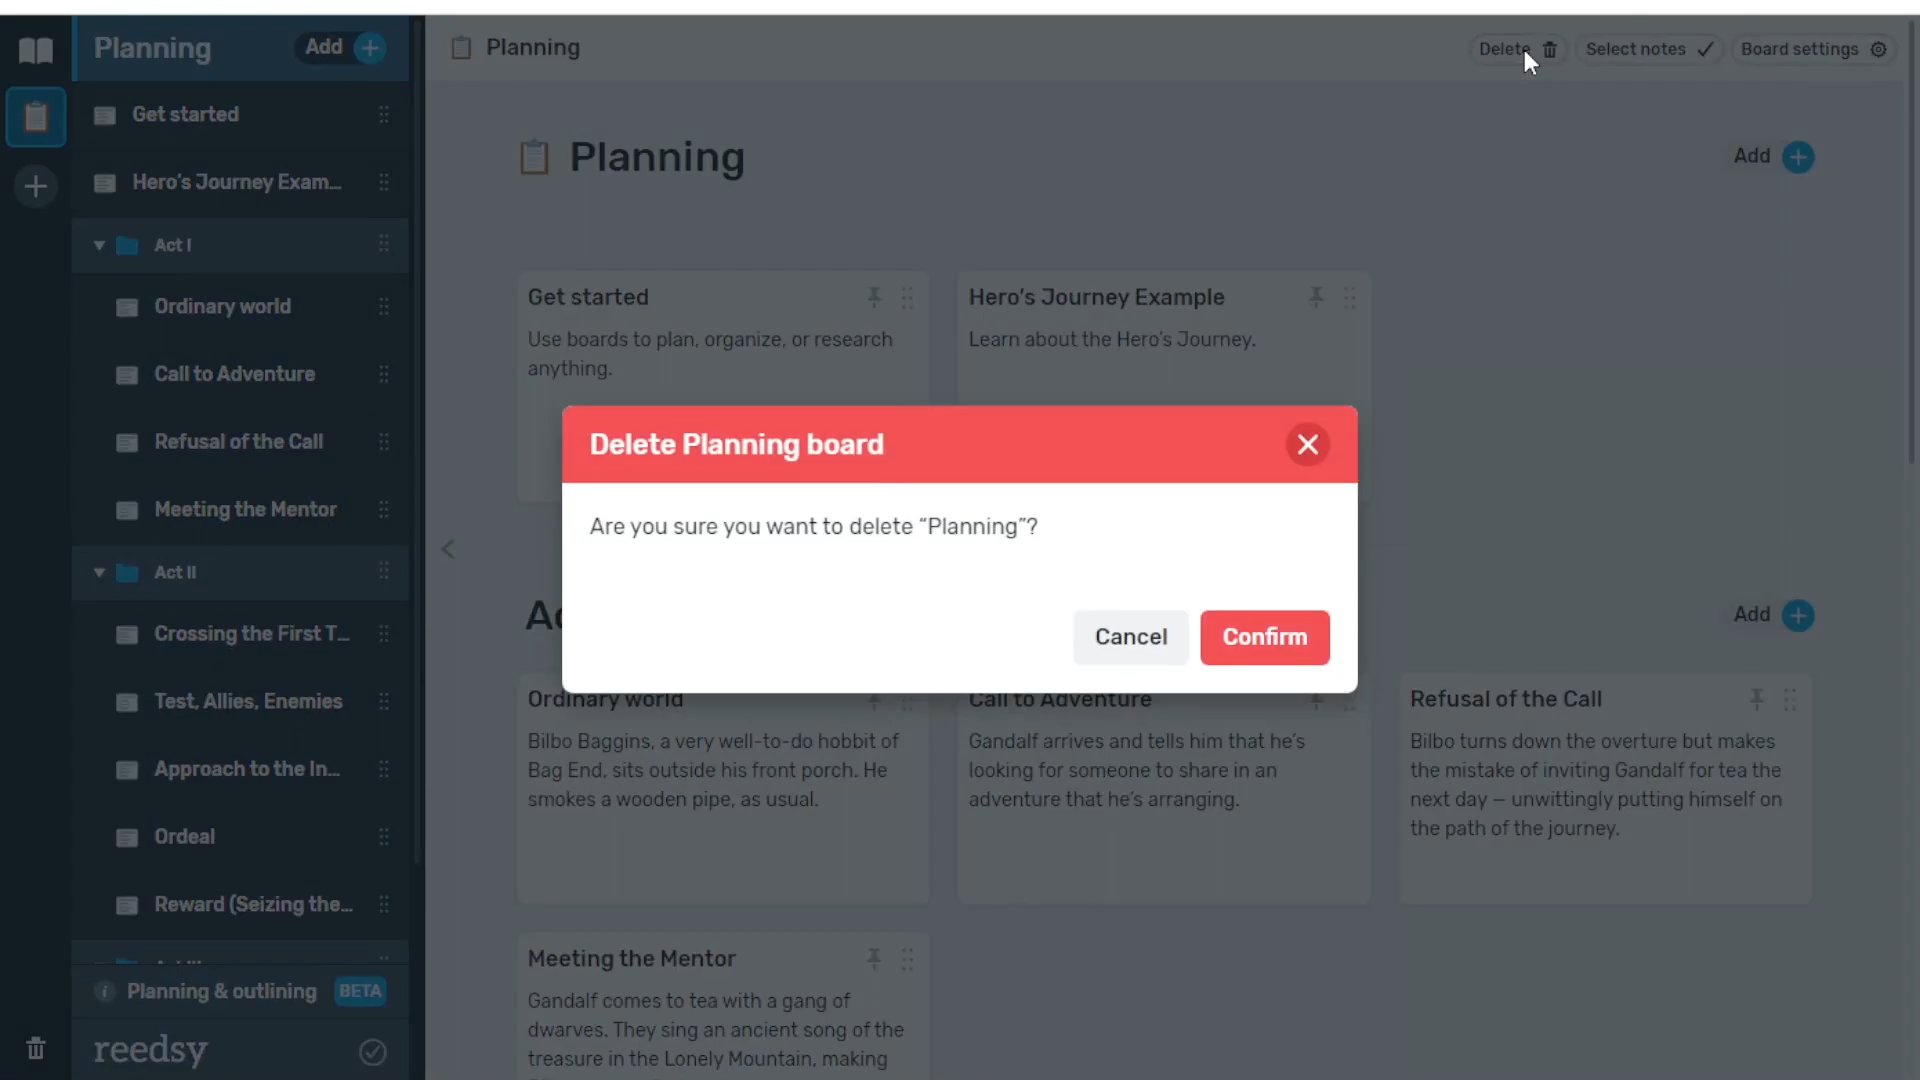 Planning
Add
Get started
Hero's Journey Exam...
Act I
Ordinary world
Call to Adventure
Refusal of the Call
Meeting the Mentor
Act II
Crossing the First T...
Test, Allies, Enemies
Approach to the In...
Ordeal
Reward (Seizing the...
Planning & outlining BETA
reedsy
Planning
Delete
Select notes
Board settings
Planning
Add
Get started
Use boards to plan, organize, or research
anything.
Hero's Journey Example
Learn about the Hero's Journey.
Delete Planning board
Are you sure you want to delete “Planning”?
Cancel
Confirm
Add
Ordinary world
Bilbo Baggins, a very well-to-do hobbit of
Bag End, sits outside his front porch. He
smokes a wooden pipe, as usual.
Call to Adventure
Gandalf arrives and tells him that he's
looking for someone to share in an
adventure that he's arranging.
Refusal of the Call
Bilbo turns down the overture but makes
the mistake of inviting Gandalf for tea the
next day – unwittingly putting himself on
the path of the journey.
Meeting the Mentor
Gandalf comes to tea with a gang of
dwarves. They sing an ancient song of the
treasure in the Lonely Mountain, making